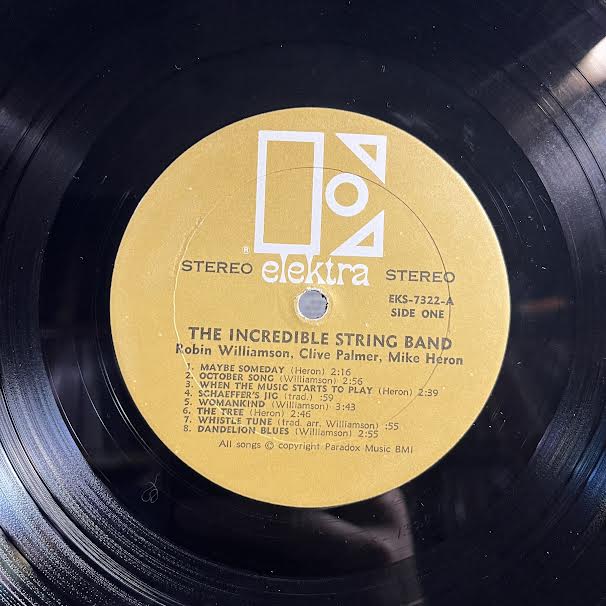 ® elektra
STEREO STEREO
EKS-7322-A
SIDE ONE
THE INCREDIBLE STRING BAND
Robin Williamson, Clive Palmer, Mike Heron
1. MAYBE SOMEDAY (Heron) 2:16
2. OCTOBER SONG (Williamson) 2:56
3. WHEN THE MUSIC STARTS TO PLAY (Heron) 2:39
4. SCHAEFFER'S JIG (trad.) :59
5. WOMANKIND (Williamson) 3:43
6. THE TREE (Heron) 2:46
7. WHISTLE TUNE (trad. arr. Williamson) :55
8. DANDELION BLUES (Williamson) 2:55
All songs © copyright Paradox Music BMI